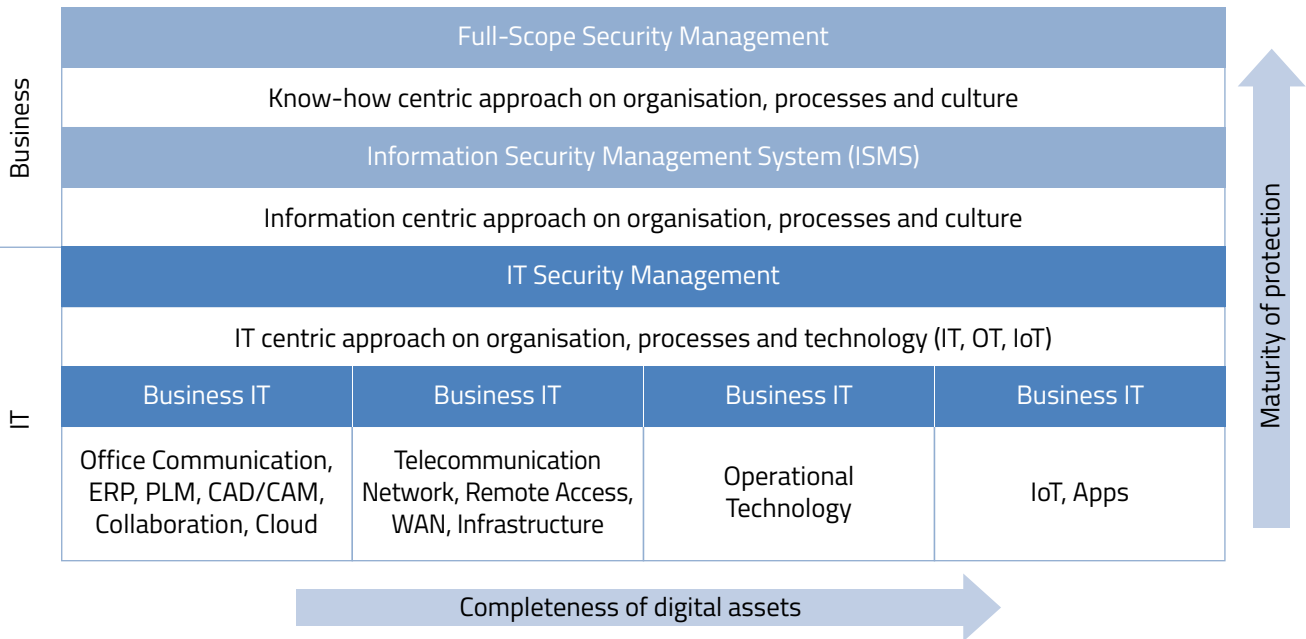 Business
Full-Scope Security Management
Know-how centric approach on organisation, processes and culture
Information Security Management System (ISMS)
Information centric approach on organisation, processes and culture
IT
IT Security Management
IT centric approach on organisation, processes and technology (IT, OT, IoT)
Business IT
Office Communication,
ERP, PLM, CAD/CAM,
Collaboration, Cloud
Business IT
Telecommunication
Network, Remote Access,
WAN, Infrastructure
Business IT
Operational
Technology
Business IT
IoT, Apps
Maturity of protection
Completeness of digital assets